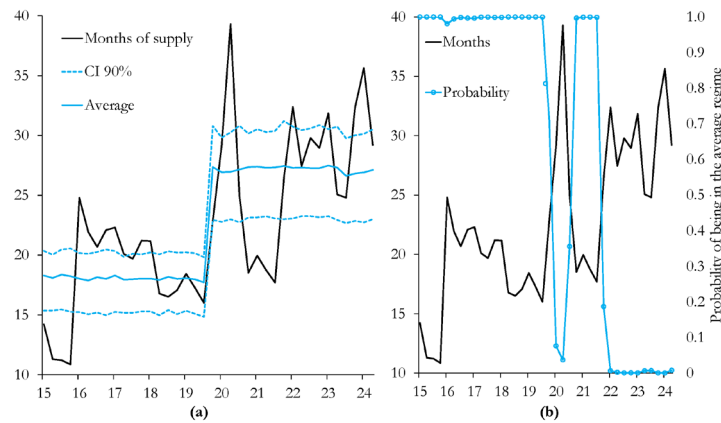 40
35
30
25
20
15
10
Months of supply
CI 90%
Average
15 16 17 18 19 20 21 22 23 24
(a)
40
35
30
25
20
15
10
Months
Probability
1.0
0.9
0.8
0.7
0.6
0.5
0.4
0.3
0.2
0.1
0
Probability of being in the average regime
15 16 17 18 19 20 21 22 23 24
(b)